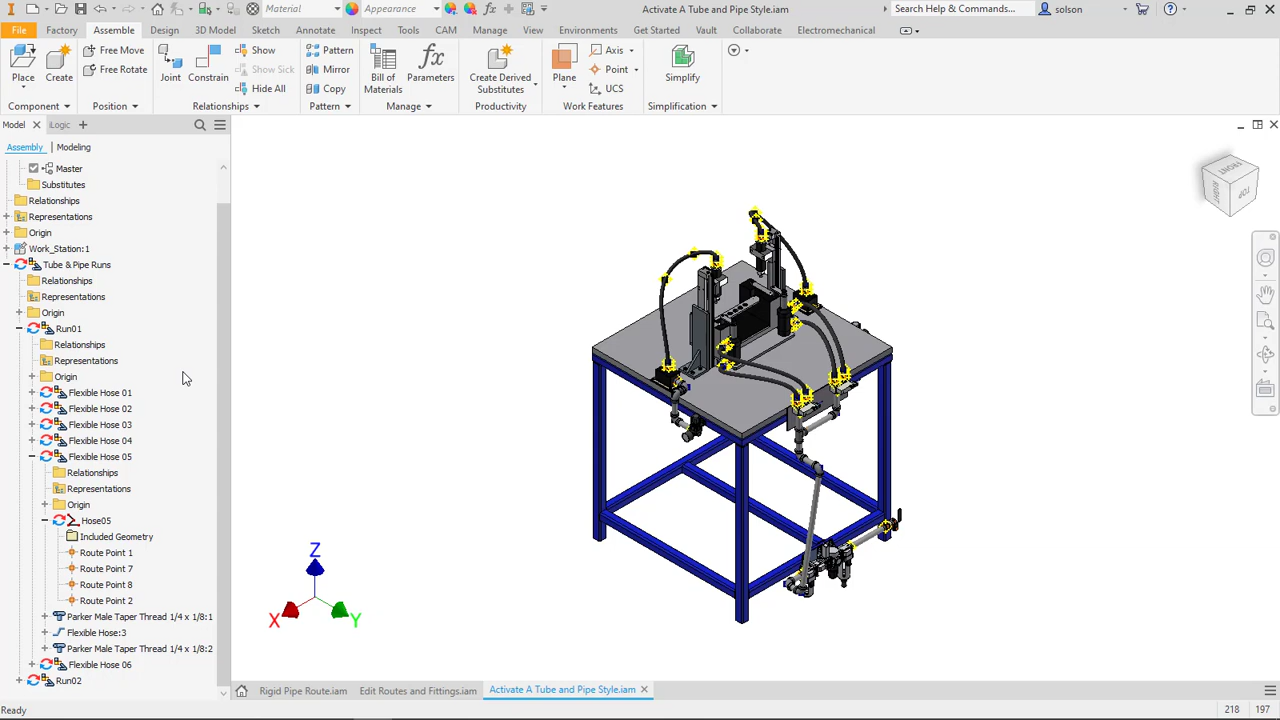 Material
Appearance
Activate A Tube and Pipe Style.iam
Search Help & Commands...
solson
File
Factory
Assemble
Design
3D Model
Sketch
Annotate
Inspect
Tools
CAM
Manage
View
Environments
Get Started
Vault
Collaborate
Electromechanical
Place
Create
Free Move
Free Rotate
Joint
Constrain
Show
Show Sick
Hide All
Pattern
Mirror
Copy
Bill of
Materials
fx
Parameters
Create Derived
Substitutes
Plane
Axis
Point
UCS
Simplify
Component
Position
Relationships
Pattern
Manage
Productivity
Work Features
Simplification
Model
iLogic
Assembly
Modeling
Master
Substitutes
Relationships
Representations
Origin
Work_Station:1
Tube & Pipe Runs
Relationships
Representations
Origin
Run01
Relationships
Representations
Origin
Flexible Hose 01
Flexible Hose 02
Flexible Hose 03
Flexible Hose 04
Flexible Hose 05
Relationships
Representations
Origin
Hose05
Included Geometry
Route Point 1
Route Point 7
Route Point 8
Route Point 2
Parker Male Taper Thread 1/4 x 1/8:1
Flexible Hose:3
Parker Male Taper Thread 1/4 x 1/8:2
Flexible Hose 06
Run02
FRONT
RIGHT
TOP
Z
X
Y
Rigid Pipe Route.iam
Edit Routes and Fittings.iam
Activate A Tube and Pipe Style.iam
Ready
218
197